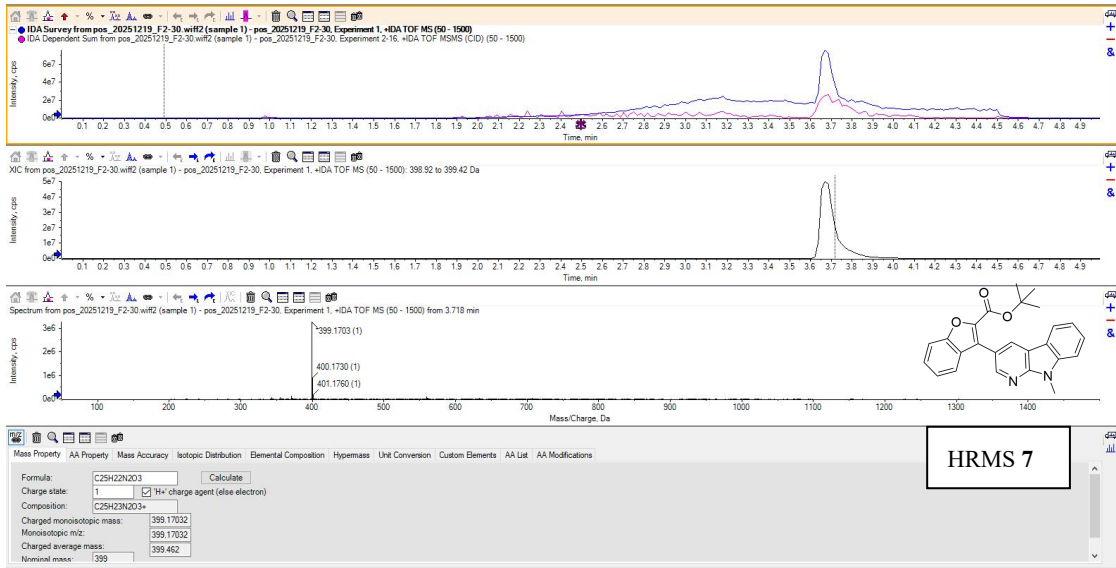 IDA Survey from pos_20251219_F2-30.wiff2 (sample 1) - pos_20251219_F2-30, Experiment 1, +IDA TOF MS (50 - 1500)
IDA Dependent Sum from pos_20251219_F2-30.wiff2 (sample 1) - pos_20251219_F2-30, Experiment 2-16, +IDA TOF MSMS (CID) (50 - 1500)
Intensity, cps
6e7
4e7
2e7
0e0
0.1 0.2 0.3 0.4 0.5 0.6 0.7 0.8 0.9 1.0 1.1 1.2 1.3 1.4 1.5 1.6 1.7 1.8 1.9 2.0 2.1 2.2 2.3 2.4 2.5 2.6 2.7 2.8 2.9 3.0 3.1 3.2 3.3 3.4 3.5 3.6 3.7 3.8 3.9 4.0 4.1 4.2 4.3 4.4 4.5 4.6 4.7 4.8 4.9
Time, min
XIC from pos_20251219_F2-30.wiff2 (sample 1) - pos_20251219_F2-30, Experiment 1, +IDA TOF MS (50 - 1500): 398.92 to 399.42 Da
Intensity, cps
5e7
4e7
3e7
2e7
1e7
0e0
0.1 0.2 0.3 0.4 0.5 0.6 0.7 0.8 0.9 1.0 1.1 1.2 1.3 1.4 1.5 1.6 1.7 1.8 1.9 2.0 2.1 2.2 2.3 2.4 2.5 2.6 2.7 2.8 2.9 3.0 3.1 3.2 3.3 3.4 3.5 3.6 3.7 3.8 3.9 4.0 4.1 4.2 4.3 4.4 4.5 4.6 4.7 4.8 4.9
Time, min
Spectrum from pos_20251219_F2-30.wiff2 (sample 1) - pos_20251219_F2-30, Experiment 1, +IDA TOF MS (50 - 1500) from 3.718 min
Intensity, cps
3e6
2e6
1e6
0e0
399.1703 (1)
400.1730 (1)
401.1760 (1)
100 200 300 400 500 600 700 800 900 1000 1100 1200 1300 1400
Mass/Charge, Da
O
O
O
N
N
HRMS 7
Mass Property AA Property Mass Accuracy Isotopic Distribution Elemental Composition Hypermass Unit Conversion Custom Elements AA List AA Modifications
Formula: C25H22N2O3 Calculate
Charge state: 1 'H+' charge agent (else electron)
Composition: C25H23N2O3+
Charged monoisotopic mass: 399.17032
Monoisotopic m/z: 399.17032
Charged average mass: 399.462
Nominal mass: 399